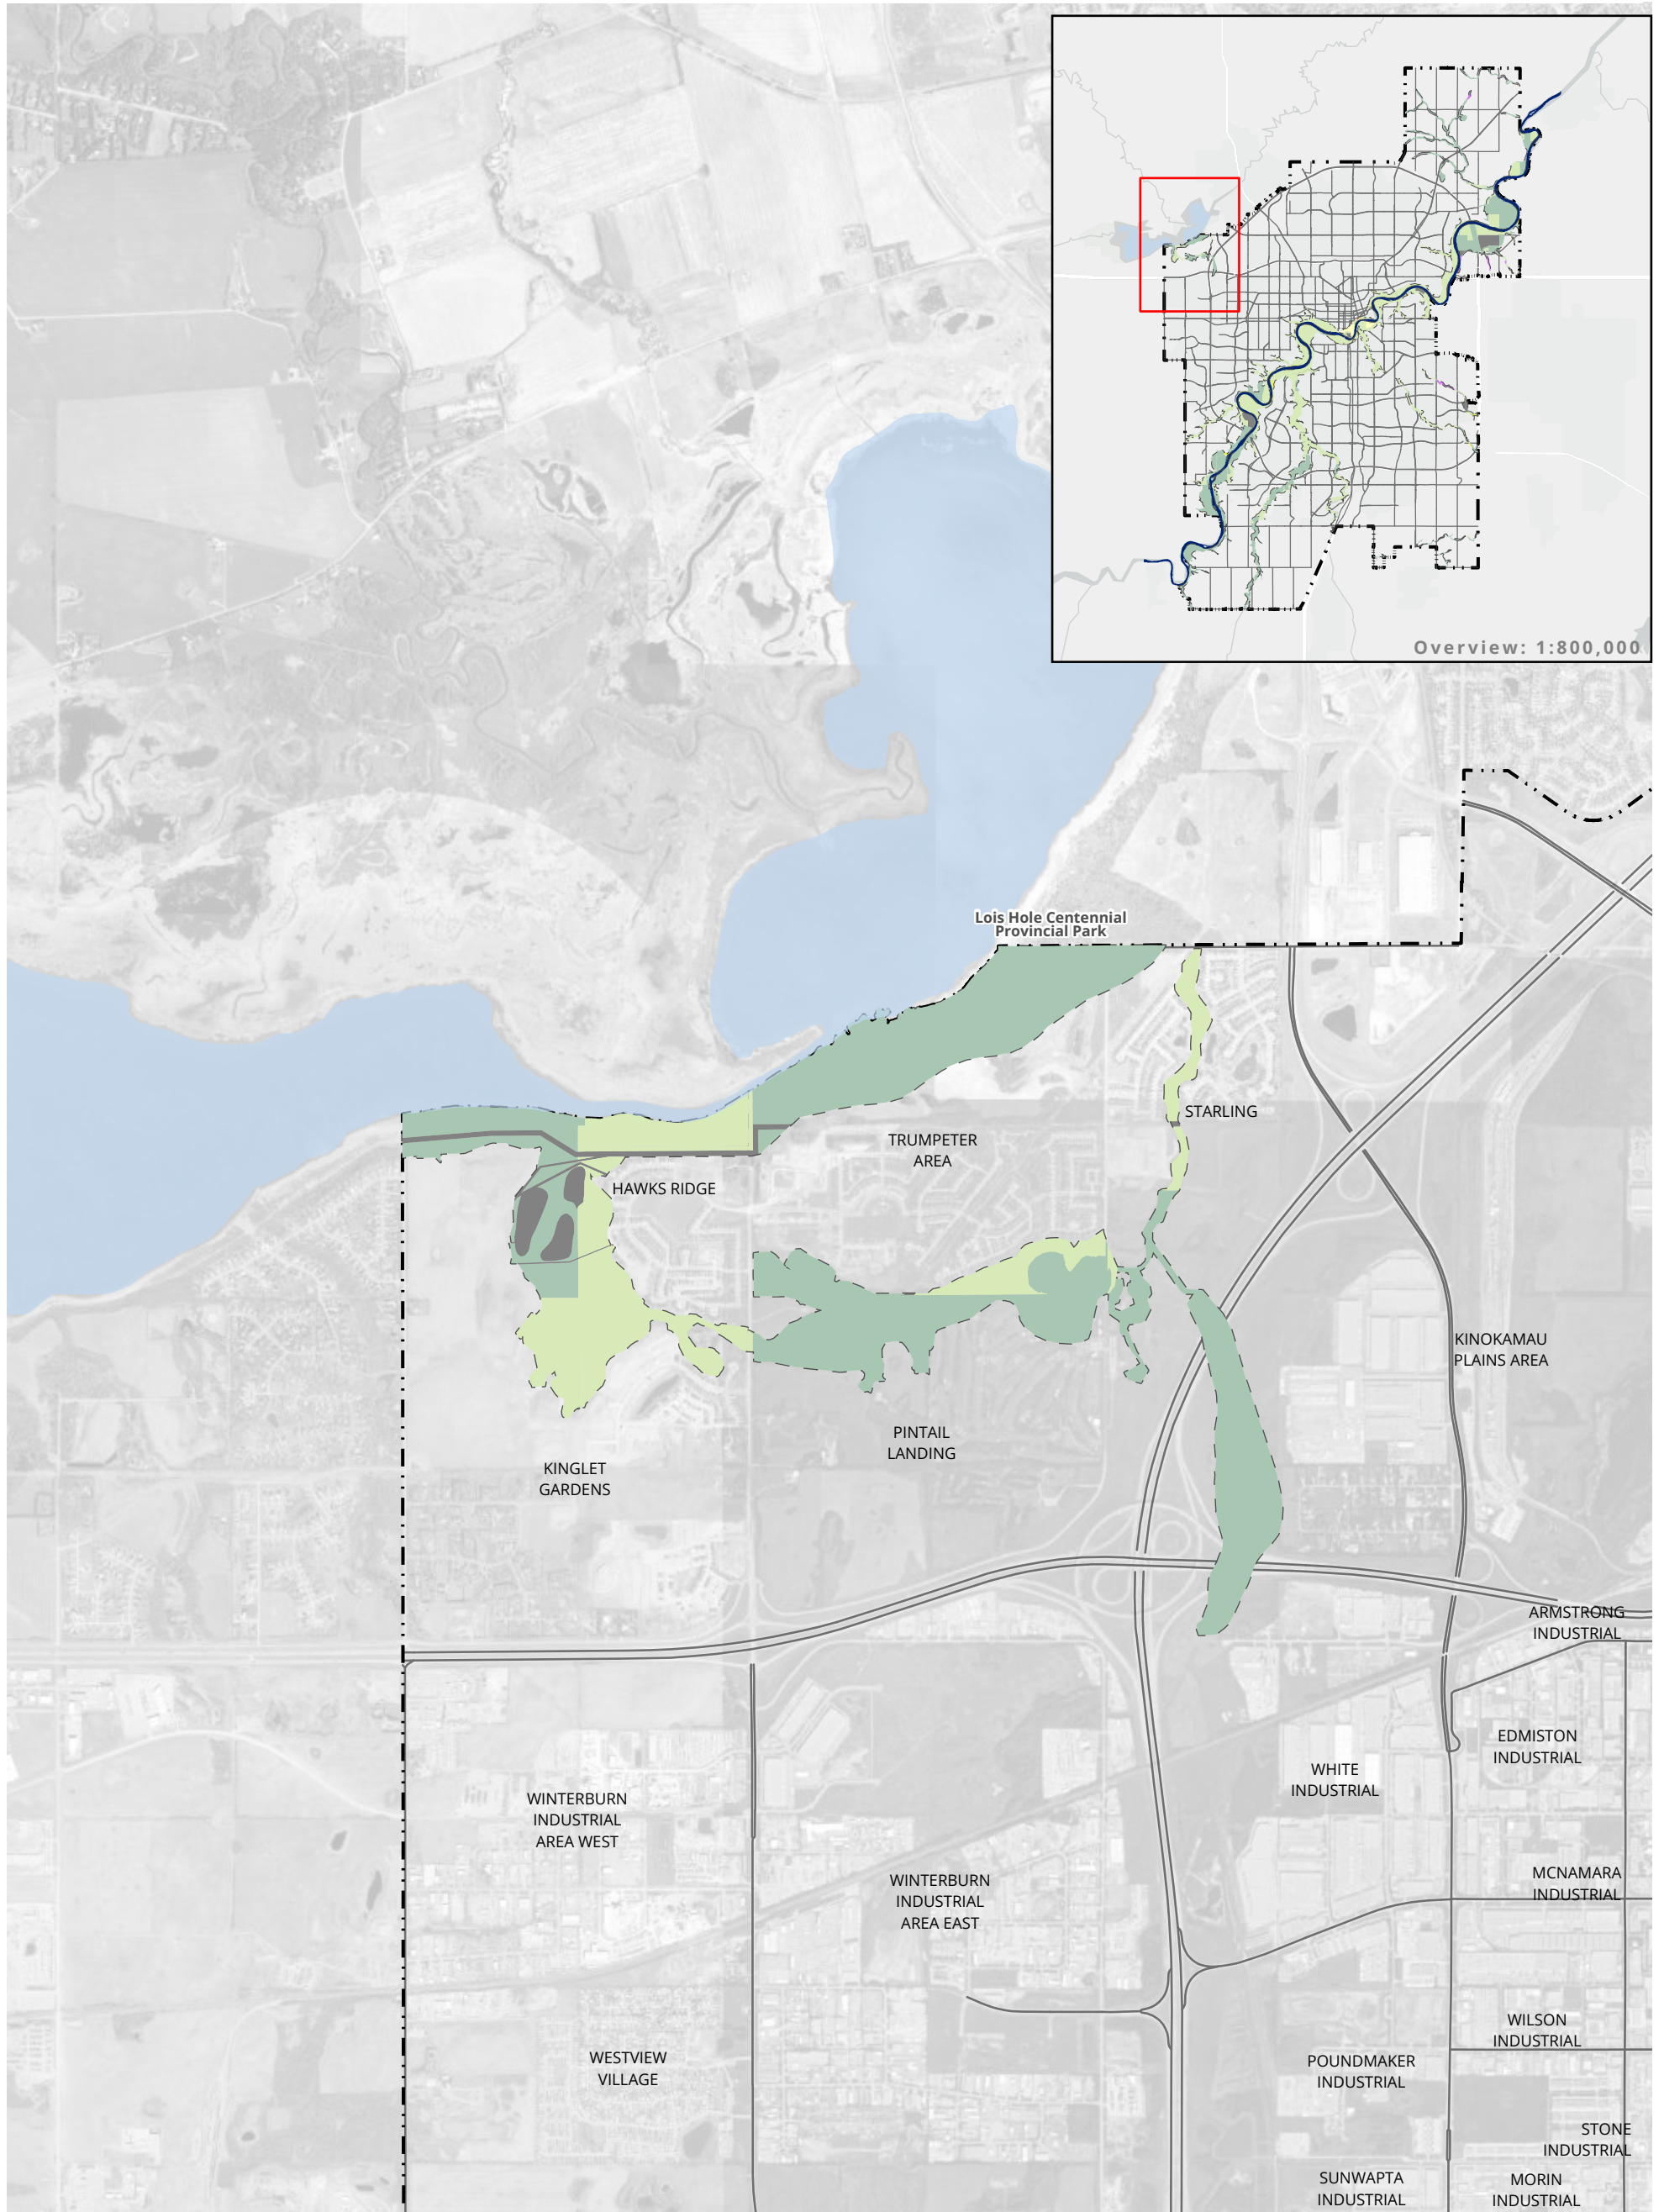 Overview: 1:800,000
Lois Hole Centennial
Provincial Park
STARLING
TRUMPETER
AREA
HAWKS RIDGE
KINOKAMAU
PLAINS AREA
PINTAIL
LANDING
KINGLET
GARDENS
ARMSTRONG
INDUSTRIAL
EDMISTON
INDUSTRIAL
WHITE
INDUSTRIAL
WINTERBURN
INDUSTRIAL
AREA WEST
MCNAMARA
INDUSTRIAL
WINTERBURN
INDUSTRIAL
AREA EAST
WILSON
INDUSTRIAL
WESTVIEW
VILLAGE
POUNDMAKER
INDUSTRIAL
STONE
INDUSTRIAL
SUNWAPTA
INDUSTRIAL
MORIN
INDUSTRIAL